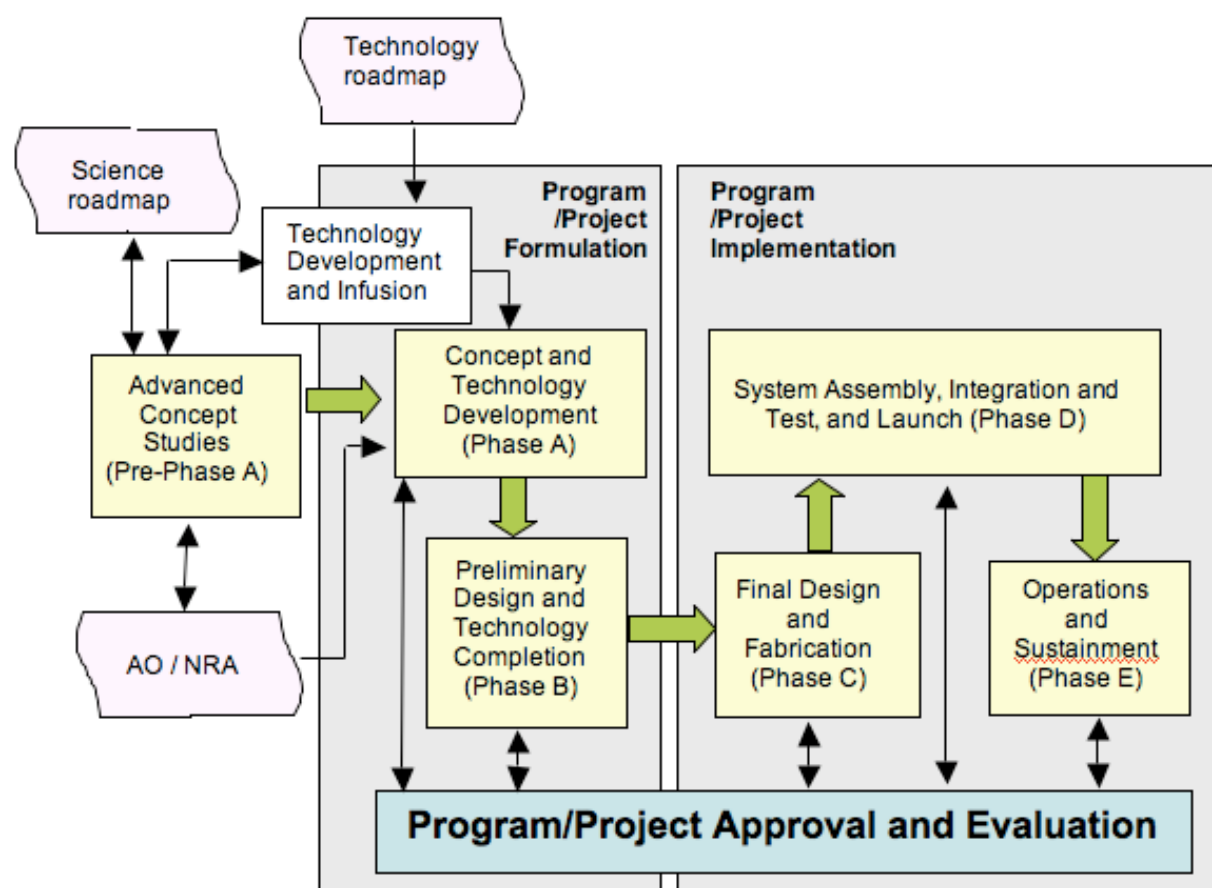 Technology
roadmap
Science
roadmap
Program
/Project
Formulation
Program
/Project
Implementation
Technology
Development
and Infusion
Advanced
Concept
Studies
(Pre-Phase A)
Concept and
Technology
Development
(Phase A)
System Assembly, Integration and
Test, and Launch (Phase D)
Preliminary
Design and
Technology
Completion
(Phase B)
Final Design
and
Fabrication
(Phase C)
Operations
and
Sustainment
(Phase E)
AO / NRA
Program/Project Approval and Evaluation